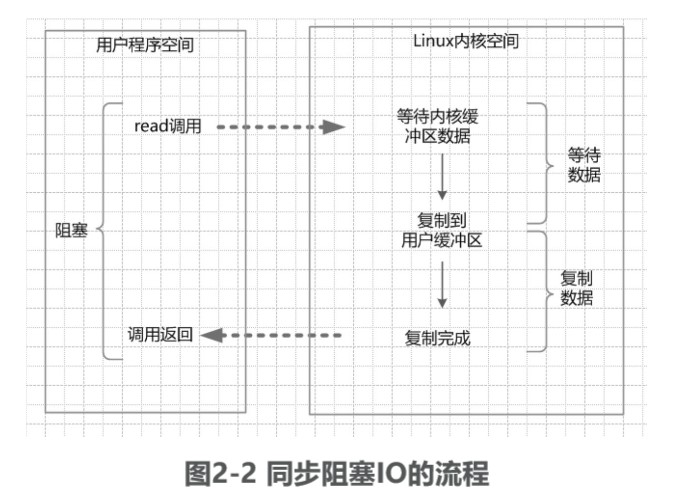 用户程序空间
Linux内核空间
read调用
等待内核缓
冲区数据
等待
数据
阻塞
复制到
用户缓冲区
复制
数据
调用返回
复制完成
图2-2 同步阻塞IO的流程